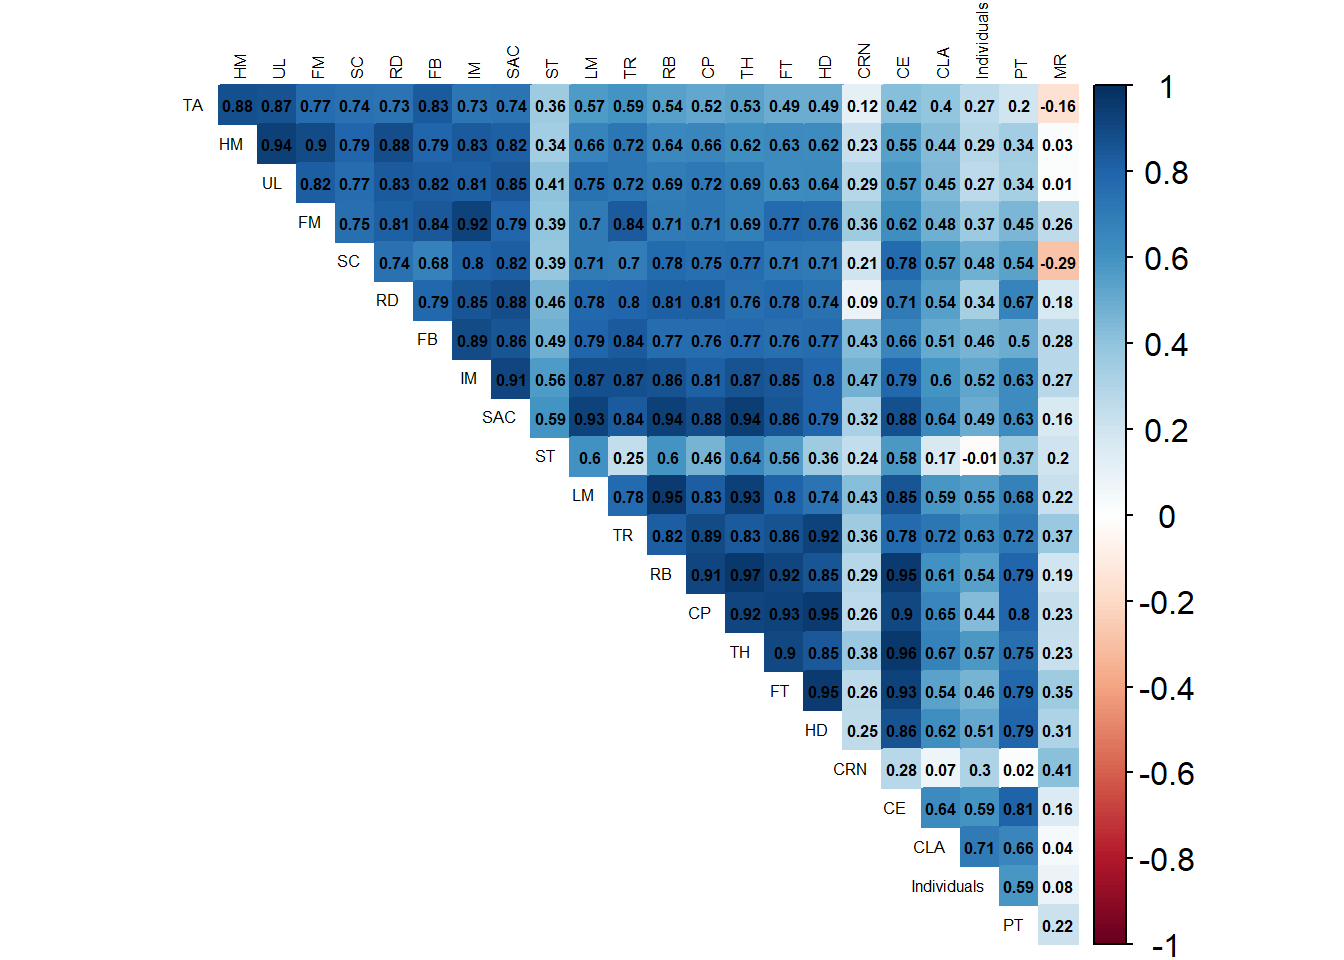 HM UL FM SC RD FB IM SAC ST LM TR RB CP TH FT HD CRN CE CLA Individuals PT MR
TA 0.88 0.87 0.77 0.74 0.73 0.83 0.73 0.74 0.36 0.57 0.59 0.54 0.52 0.53 0.49 0.49 0.12 0.42 0.4 0.27 0.2 -0.16
HM 0.94 0.9 0.79 0.88 0.79 0.83 0.82 0.34 0.66 0.72 0.64 0.66 0.62 0.63 0.62 0.23 0.55 0.44 0.29 0.34 0.03
UL 0.82 0.77 0.83 0.82 0.81 0.85 0.41 0.75 0.72 0.69 0.72 0.69 0.63 0.64 0.29 0.57 0.45 0.27 0.34 0.01
FM 0.75 0.81 0.84 0.92 0.79 0.39 0.7 0.84 0.71 0.71 0.69 0.77 0.76 0.36 0.62 0.48 0.37 0.45 0.26
SC 0.74 0.68 0.8 0.82 0.39 0.71 0.7 0.78 0.75 0.77 0.71 0.71 0.21 0.78 0.57 0.48 0.54 -0.29
RD 0.79 0.85 0.88 0.46 0.78 0.8 0.81 0.81 0.76 0.78 0.74 0.09 0.71 0.54 0.34 0.67 0.18
FB 0.89 0.86 0.49 0.79 0.84 0.77 0.76 0.77 0.76 0.77 0.43 0.66 0.51 0.46 0.5 0.28
IM 0.91 0.56 0.87 0.87 0.86 0.81 0.87 0.85 0.8 0.47 0.79 0.6 0.52 0.63 0.27
SAC 0.59 0.93 0.84 0.94 0.88 0.94 0.86 0.79 0.32 0.88 0.64 0.49 0.63 0.16
ST 0.6 0.25 0.6 0.46 0.64 0.56 0.36 0.24 0.58 0.17 -0.01 0.37 0.2
LM 0.78 0.95 0.83 0.93 0.8 0.74 0.43 0.85 0.59 0.55 0.68 0.22
TR 0.82 0.89 0.83 0.86 0.92 0.36 0.78 0.72 0.63 0.72 0.37
RB 0.91 0.97 0.92 0.85 0.29 0.95 0.61 0.54 0.79 0.19
CP 0.92 0.93 0.95 0.26 0.9 0.65 0.44 0.8 0.23
TH 0.9 0.85 0.38 0.96 0.67 0.57 0.75 0.23
FT 0.95 0.26 0.93 0.54 0.46 0.79 0.35
HD 0.25 0.86 0.62 0.51 0.79 0.31
CRN 0.28 0.07 0.3 0.02 0.41
CE 0.64 0.59 0.81 0.16
CLA 0.71 0.66 0.04
Individuals 0.59 0.08
PT 0.22
1
0.8
0.6
0.4
0.2
0
-0.2
-0.4
-0.6
-0.8
-1